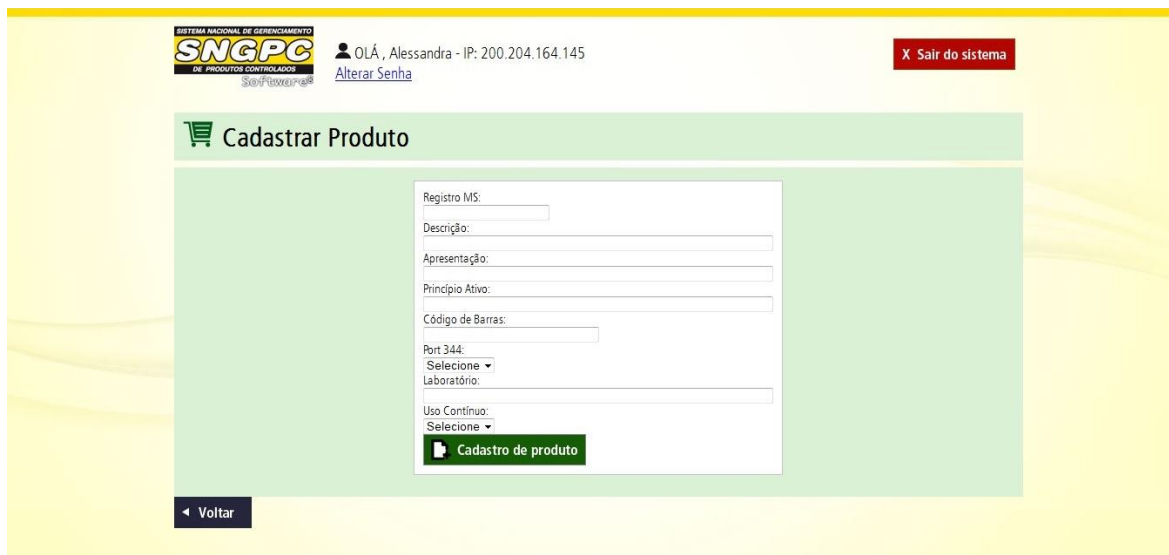 SISTEMA NACIONAL DE GERENCIAMENTO
SNGPC
DE PRODUTOS CONTROLADOS
Software®
OLÁ , Alessandra - IP: 200.204.164.145
Alterar Senha
X Sair do sistema
Cadastrar Produto
Registro MS:
Descrição:
Apresentação:
Princípio Ativo:
Código de Barras:
Port 344:
Selecione
Laboratório:
Uso Contínuo:
Selecione
Cadastro de produto
Voltar